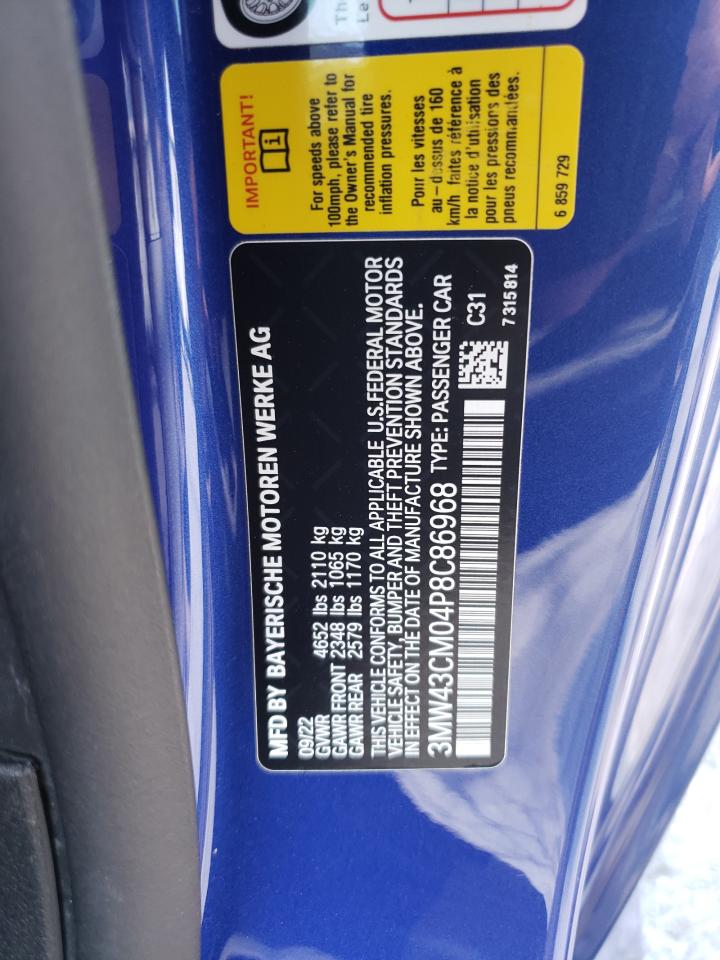 Th
Le
IMPORTANT!
For speeds above
100mph, please refer to
the Owner's Manual for
recommended tire
inflation pressures.
Pour les vitesses
au-dessus de 160
km/h faites référence à
la notice d'utilisation
pour les pressions des
pneus recommandées.
6 859 729
MFD BY BAYERISCHE MOTOREN WERKE AG
09/22
GVWR 4652 lbs 2110 kg
GAWR FRONT 2348 lbs 1065 kg
GAWR REAR 2579 lbs 1170 kg
THIS VEHICLE CONFORMS TO ALL APPLICABLE U.S.FEDERAL MOTOR
VEHICLE SAFETY, BUMPER AND THEFT PREVENTION STANDARDS
IN EFFECT ON THE DATE OF MANUFACTURE SHOWN ABOVE.
3MW43CM04P8C86968 TYPE: PASSENGER CAR
C31
7 315 814